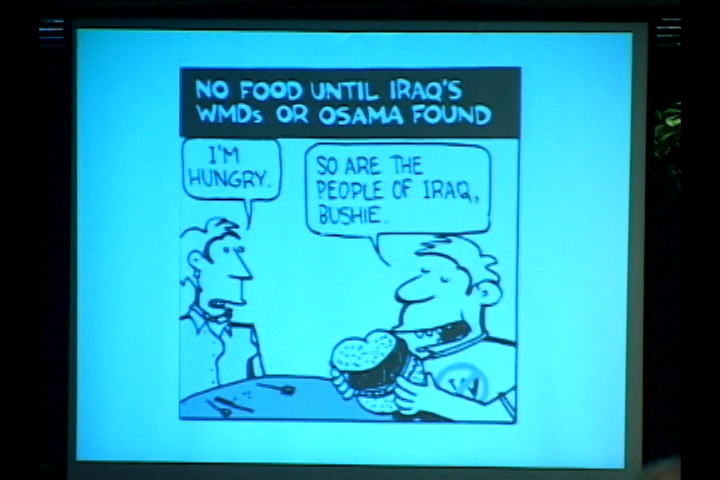 NO FOOD UNTIL IRAQ'S
WMDs OR OSAMA FOUND
I'M
HUNGRY.
SO ARE THE
PEOPLE OF IRAQ,
BUSHIE.